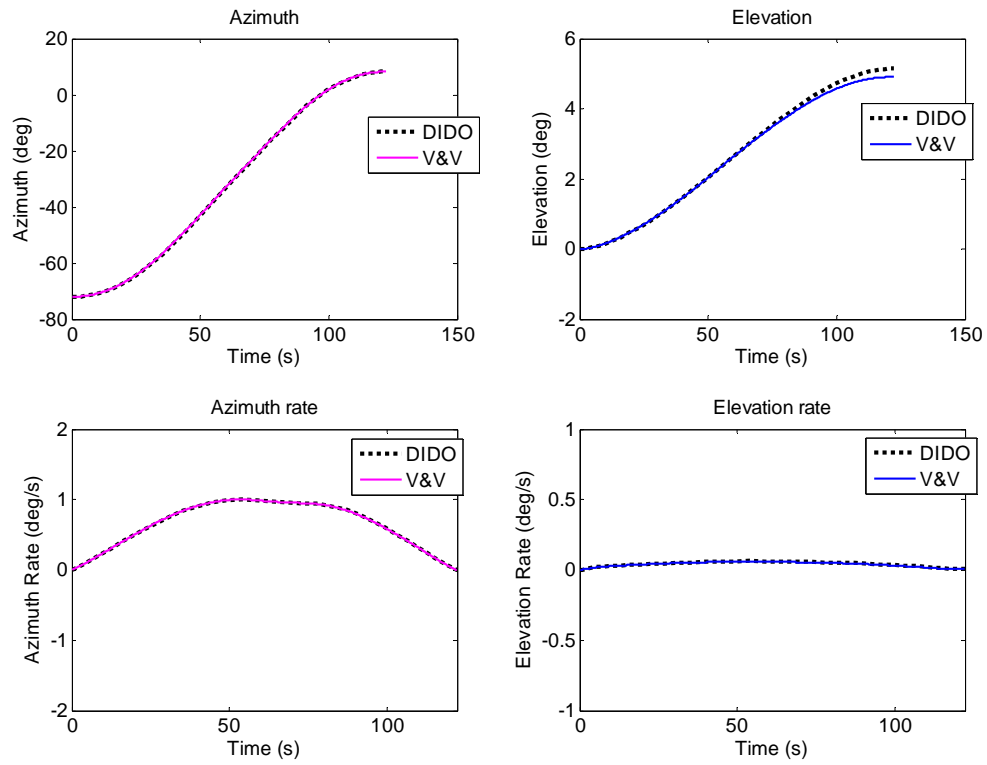 Azimuth
20
0
-20
-40
-60
-80
Azimuth (deg)
DIDO
V&V
0
50
100
150
Time (s)
Elevation
6
4
2
0
-2
Elevation (deg)
DIDO
V&V
0
50
100
150
Time (s)
Azimuth rate
2
1
0
-1
-2
Azimuth Rate (deg/s)
DIDO
V&V
0
50
100
Time (s)
Elevation rate
1
0.5
0
-0.5
-1
Elevation Rate (deg/s)
DIDO
V&V
0
50
100
Time (s)